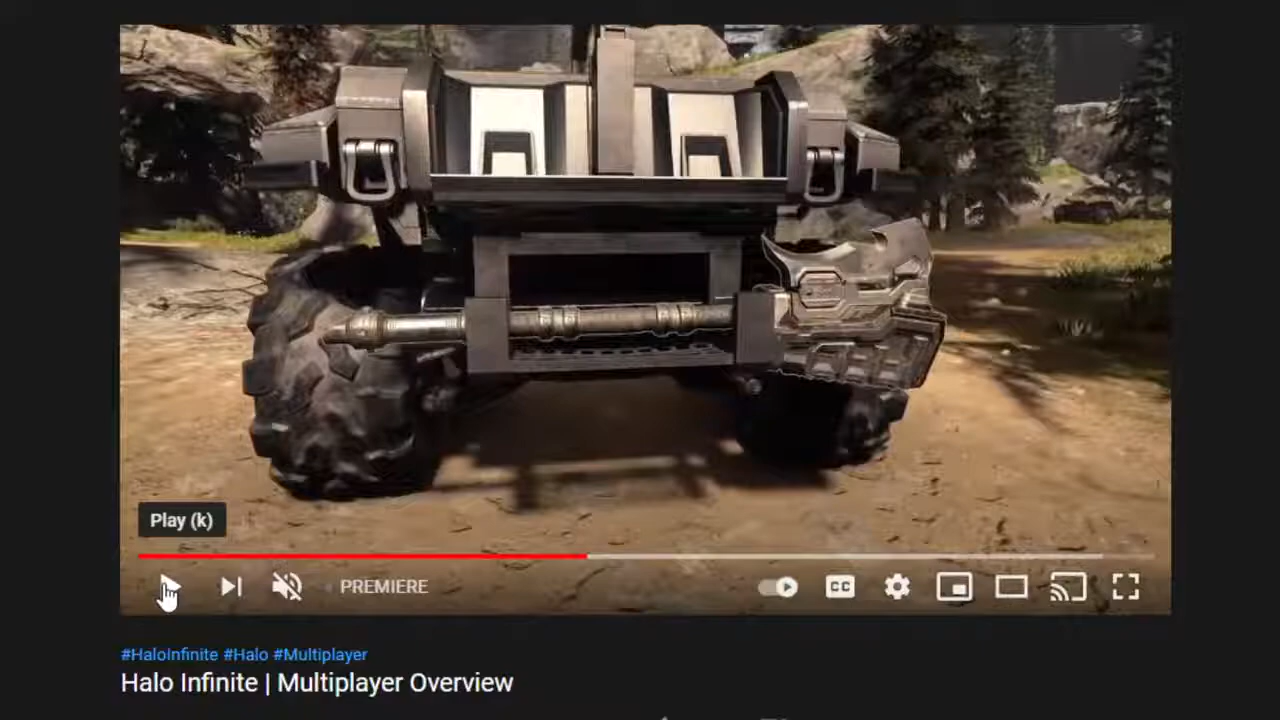 Play (k)
PREMIERE
CC
#HaloInfinite #Halo #Multiplayer
Halo Infinite | Multiplayer Overview